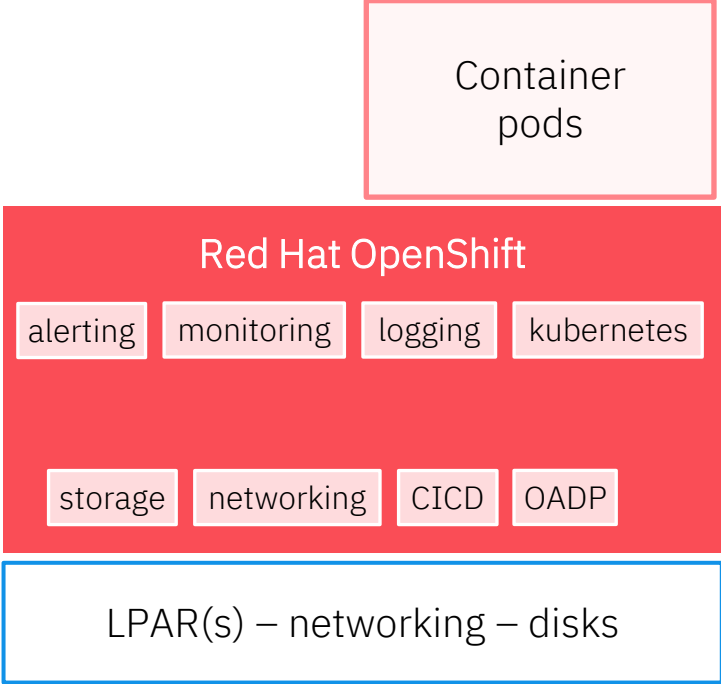 Container
pods
Red Hat OpenShift
alerting monitoring logging kubernetes
storage networking CICD OADP
LPAR(s) – networking – disks